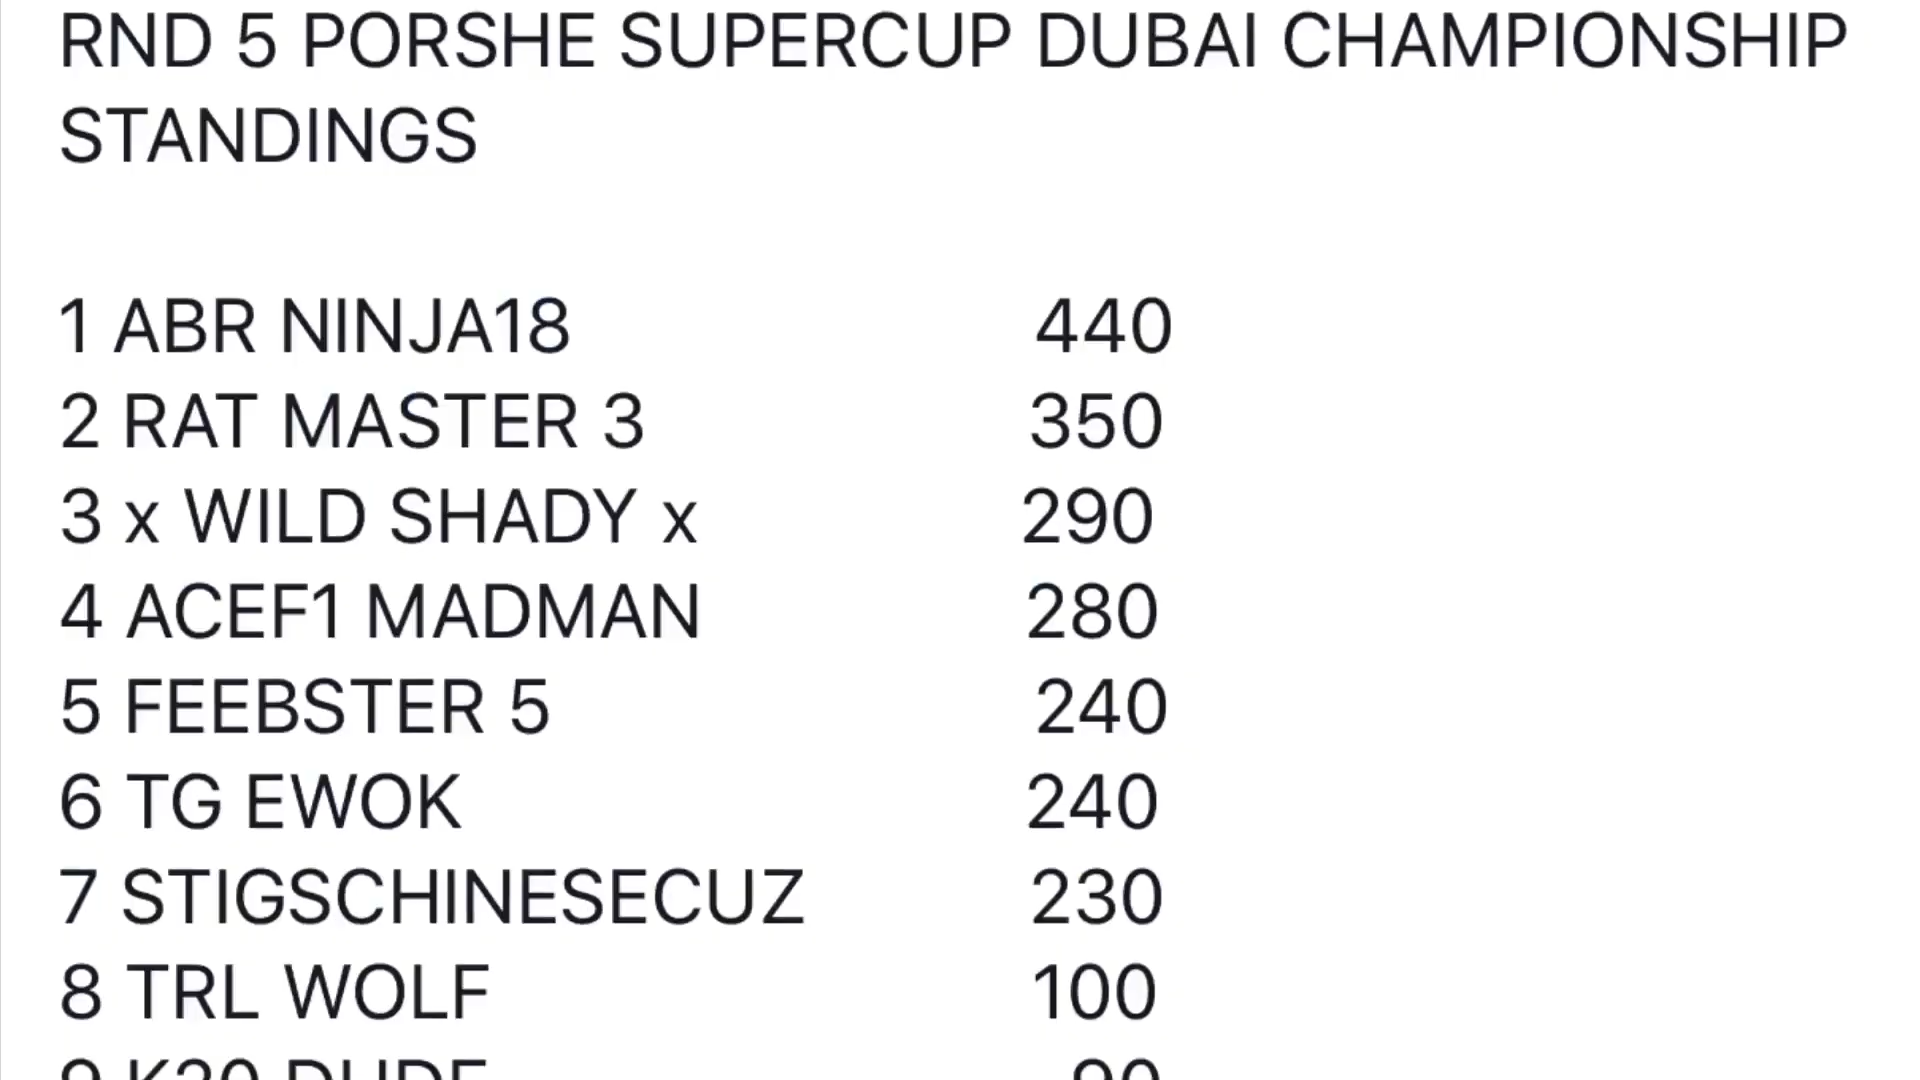 RND 5 PORSHE SUPERCUP DUBAI CHAMPIONSHIP
STANDINGS
1 ABR NINJA18 440
2 RAT MASTER 3 350
3 x WILD SHADY x 290
4 ACEF1 MADMAN 280
5 FEEBSTER 5 240
6 TG EWOK 240
7 STIGSCHINESECUZ 230
8 TRL WOLF 100
9